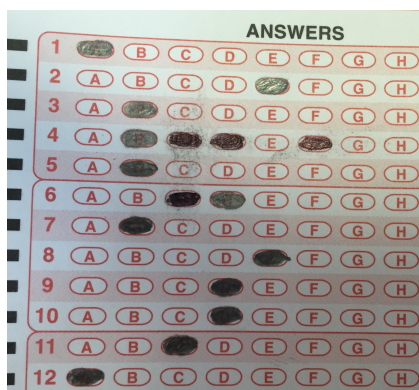 ANSWERS
1 B C D E F G H
2 A B C D F G H
3 A C D E F G H
4 A B E G H
5 A C D E F G H
6 A B E F G H
7 A C D E F G H
8 A B C D F G H
9 A B C E F G H
10 A B C E F G H
11 A B D E F G H
12 B C D E F G H